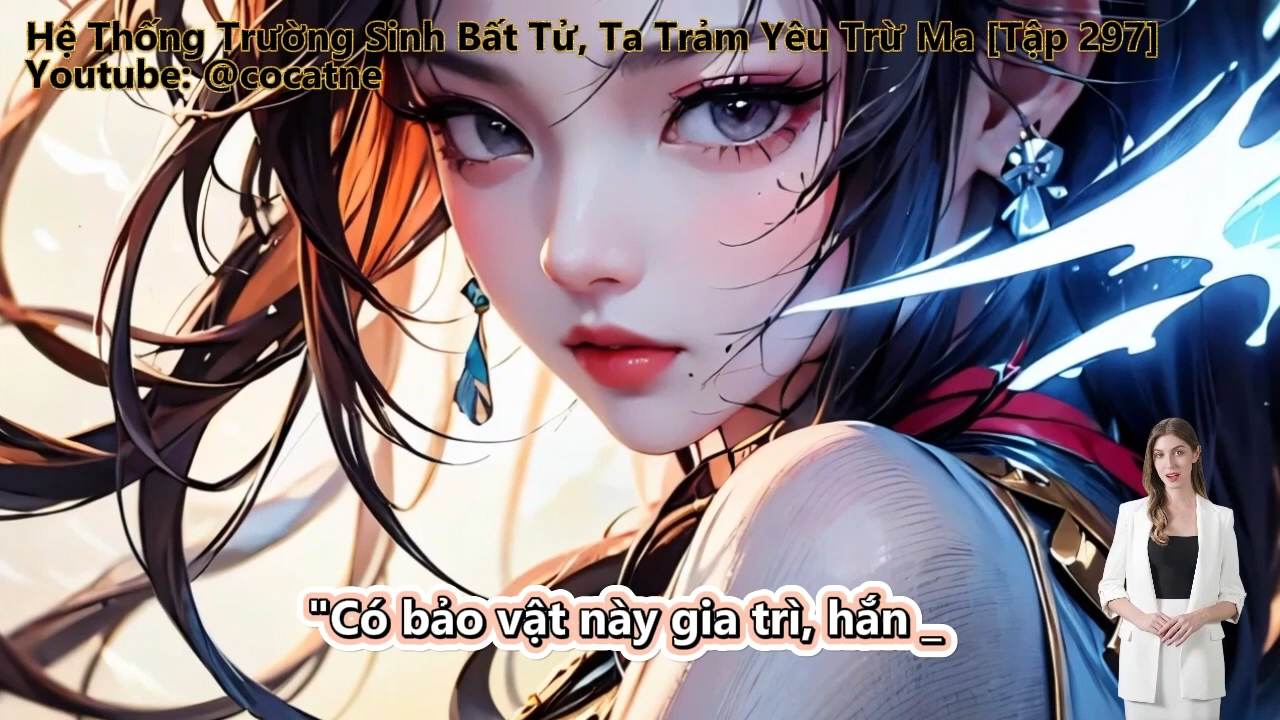 Hệ Thống Trường Sinh Bất Tử, Ta Trảm Yêu Trừ Ma [Tập 297]
Youtube: @cocatne
"Có bảo vật này gia trì, hắn _